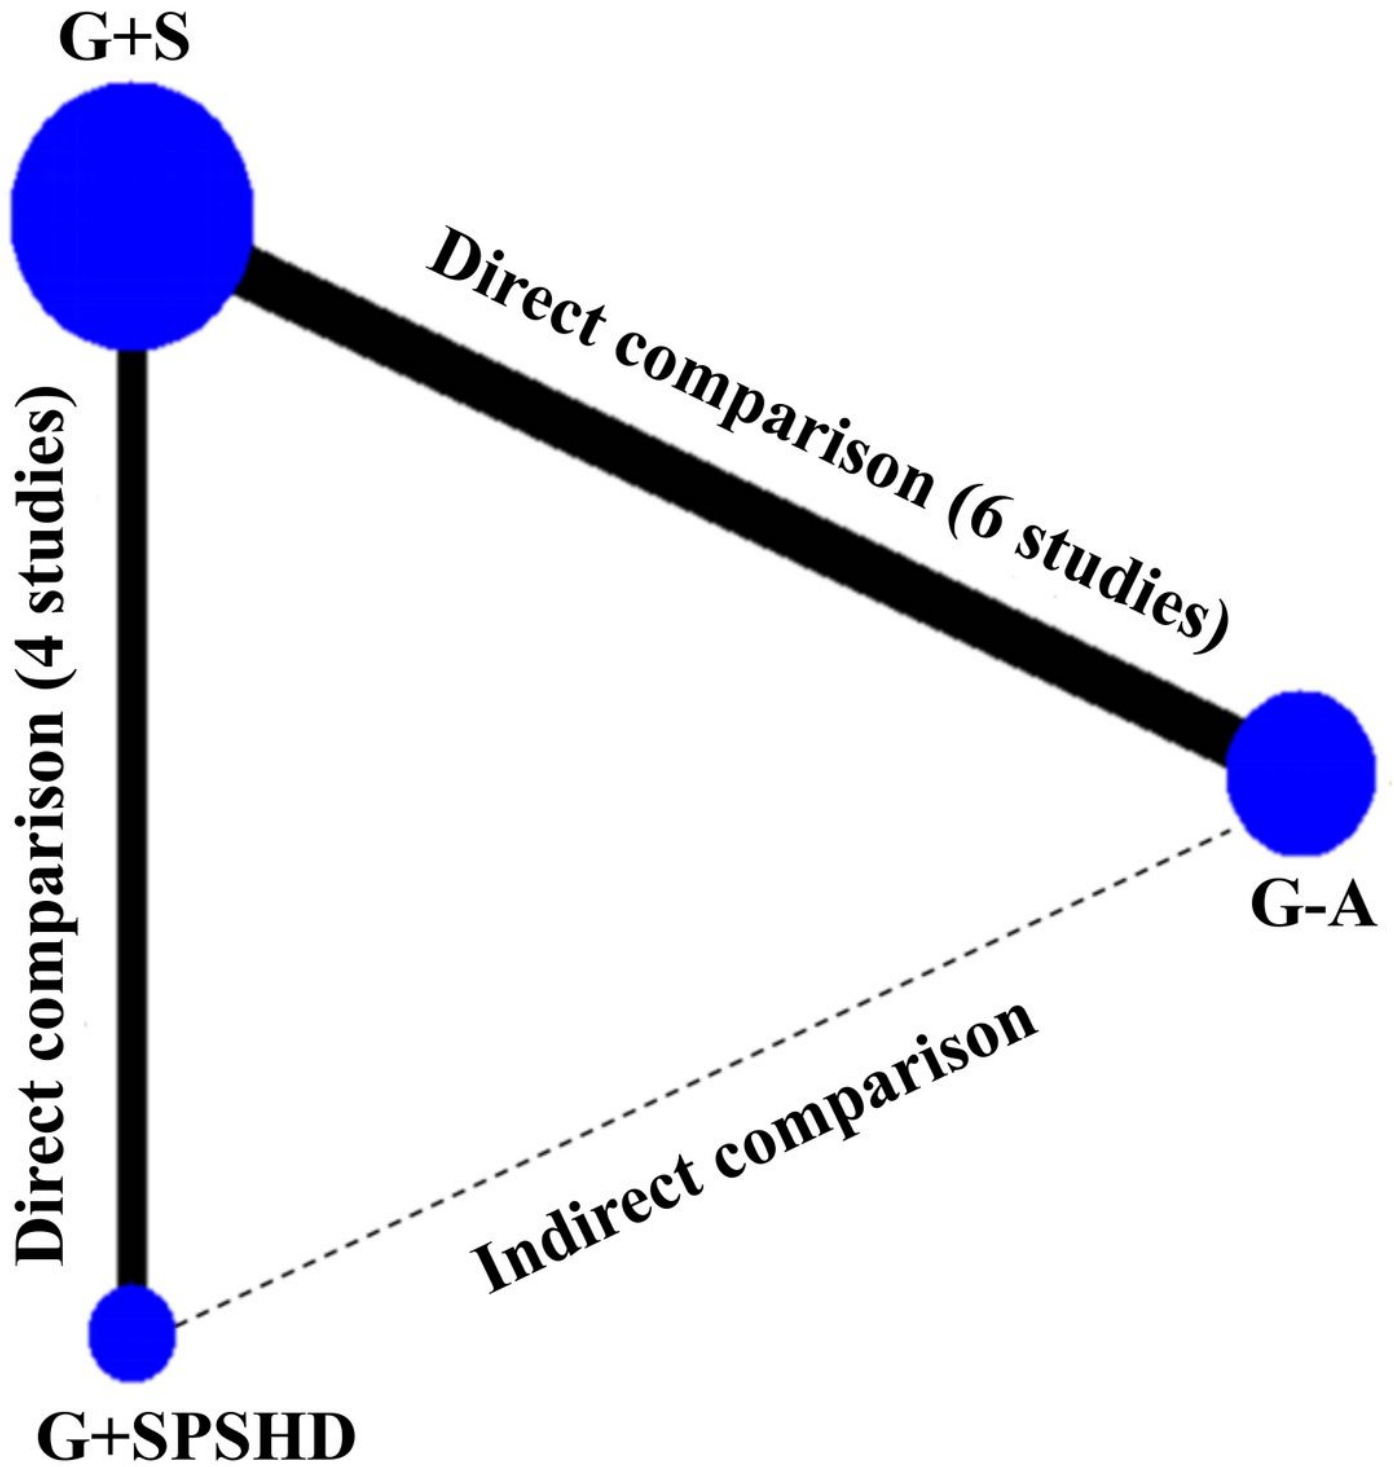 G+S
Direct comparison (6 studies)
Direct comparison (4 studies)
G-A
Indirect comparison
G+SPSHD